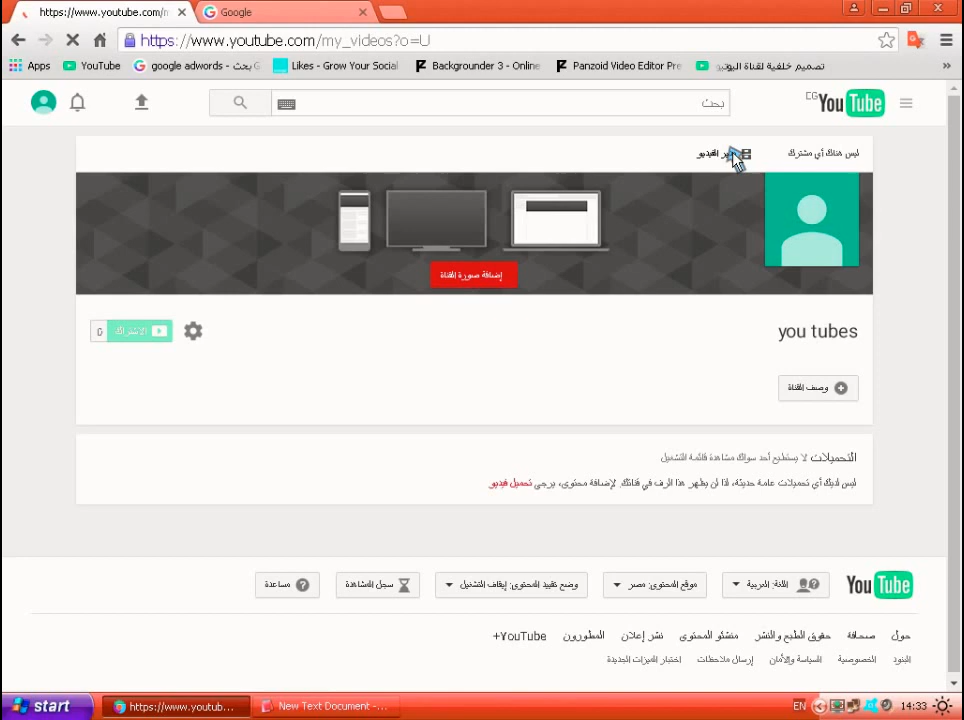 https://www.youtube.com/m
Google
https://www.youtube.com/my_videos?o=U
Apps
YouTube
google adwords - بحث G
Likes - Grow Your Social
Backgrounder 3 - Online
Panzoid Video Editor Pre
تصميم خلفية لقناة اليوتيو
بحث
YouTube EG
ليس هناك أي مشترك
الفيديو
إضافة صورة القناة
you tubes
الاشتراك
0
وصف القناة
التحميلات لا يستطيع أحد سواك مشاهدة قائمة التشغيل
ليس لديك أي تحميلات عامة حديثة، لذا لن يظهر هذا الرف في قناتك. لإضافة محتوى، يرجى تحميل فيديو
YouTube
اللغة: العربية
موقع المحتوى: مصر
وضع تقييد المحتوى: إيقاف التشغيل
سجل المشاهدة
مساعدة
حول
صحافة
حقوق الطبع والنشر
منشئو المحتوى
نشر إعلان
المطورون
+YouTube
البنود
الخصوصية
السياسة والأمان
إرسال ملاحظات
اختبار الميزات الجديدة
start
https://www.youtub...
New Text Document -...
EN
14:33